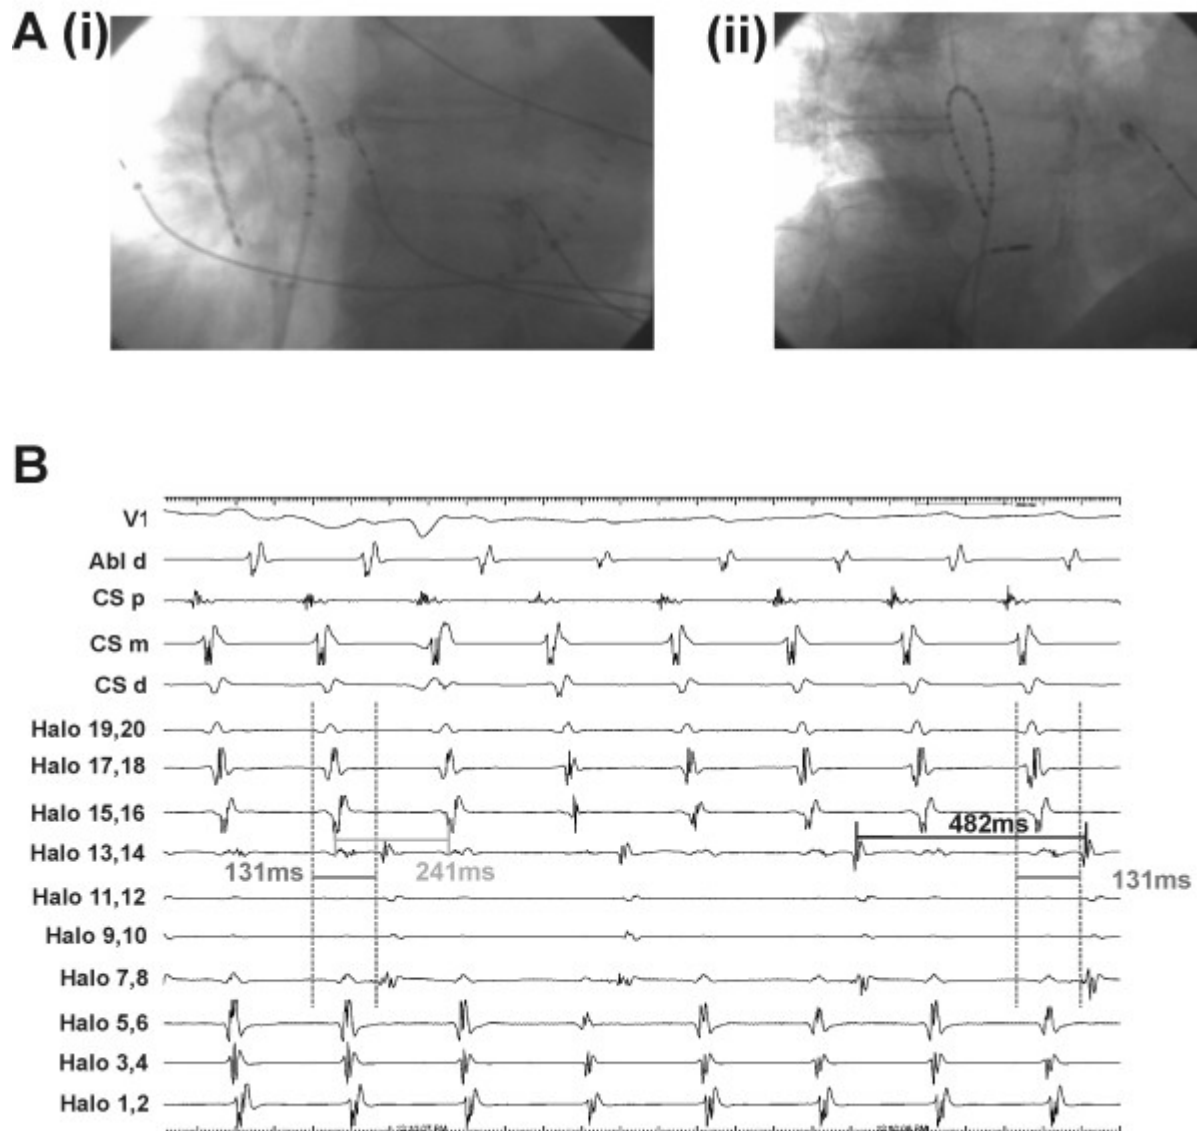 A (i)
(ii)
B
V1
Abl d
CS p
CS m
CS d
Halo 19,20
Halo 17,18
Halo 15,16
482ms
Halo 13,14
131ms
241ms
131ms
Halo 11,12
Halo 9,10
Halo 7,8
Halo 5,6
Halo 3,4
Halo 1,2